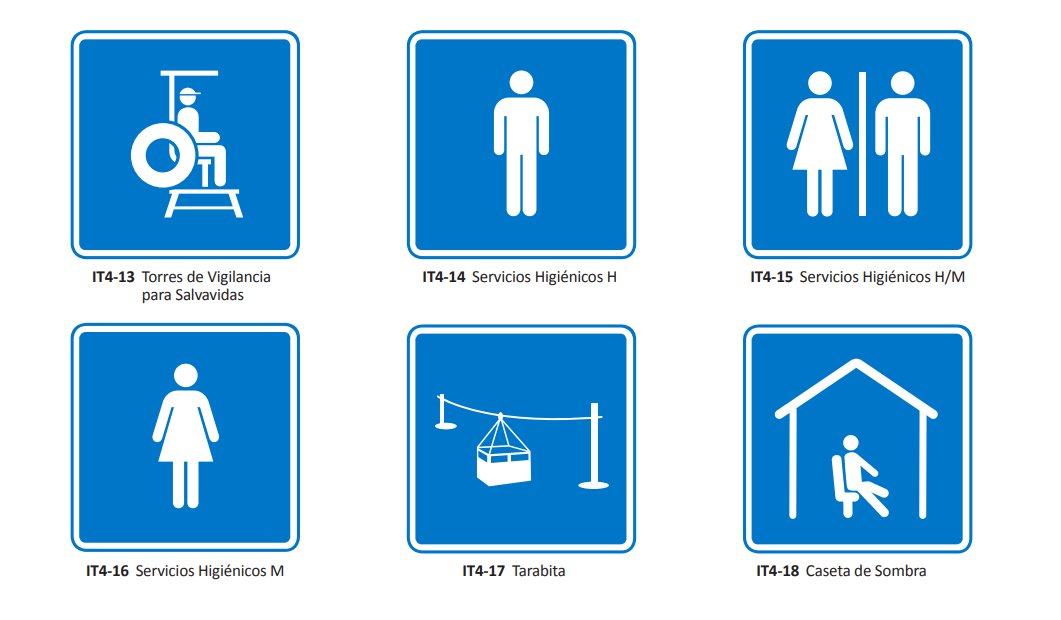 IT4-13 Torres de Vigilancia
para Salvavidas
IT4-14 Servicios Higiénicos H
IT4-15 Servicios Higiénicos H/M
IT4-16 Servicios Higiénicos M
IT4-17 Tarabita
IT4-18 Caseta de Sombra